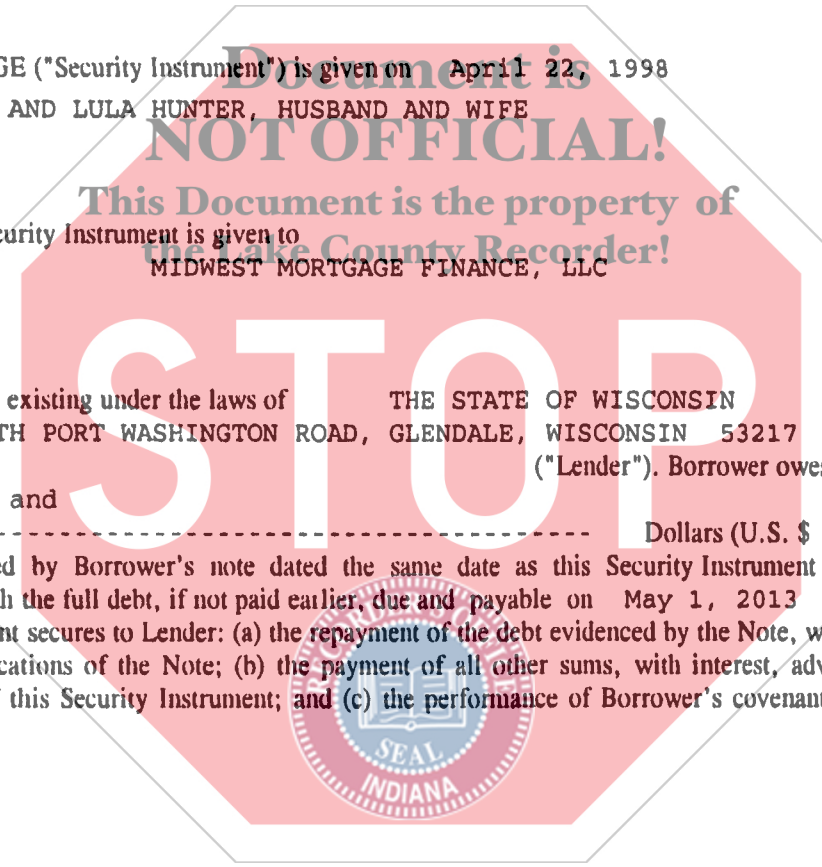 GE ("Security Instrument") is given on April 22, 1998
Document is
AND LULA HUNTER, HUSBAND AND WIFE
NOT OFFICIAL!
This Document is the property of
curity Instrument is given to
the Lake County Recorder!
MIDWEST MORTGAGE FINANCE, LLC
STOP
existing under the laws of THE STATE OF WISCONSIN
TH PORT WASHINGTON ROAD, GLENDALE, WISCONSIN 53217
("Lender"). Borrower owes
and
Dollars (U.S. $
ed by Borrower's note dated the same date as this Security Instrument
h the full debt, if not paid earlier, due and payable on May 1, 2013
nt secures to Lender: (a) the repayment of the debt evidenced by the Note, w
cations of the Note; (b) the payment of all other sums, with interest, adv
f this Security Instrument; and (c) the performance of Borrower's covenant
SEAL
INDIANA